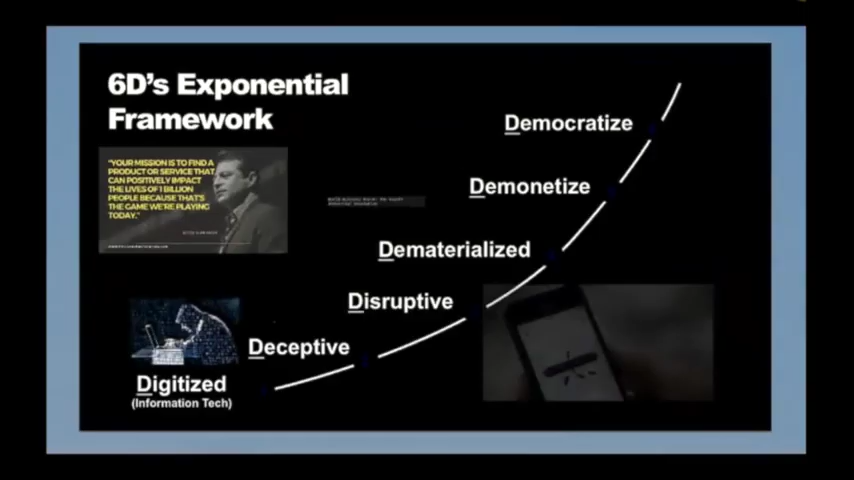 6D's Exponential
Framework
"YOUR MISSION IS TO FIND A
PRODUCT OR SERVICE THAT
CAN POSITIVELY IMPACT
THE LIVES OF 1 BILLION
PEOPLE BECAUSE THAT'S
THE GAME WE'RE PLAYING
TODAY."
Democratize
Demonetize
Dematerialized
Disruptive
Deceptive
Digitized
(Information Tech)